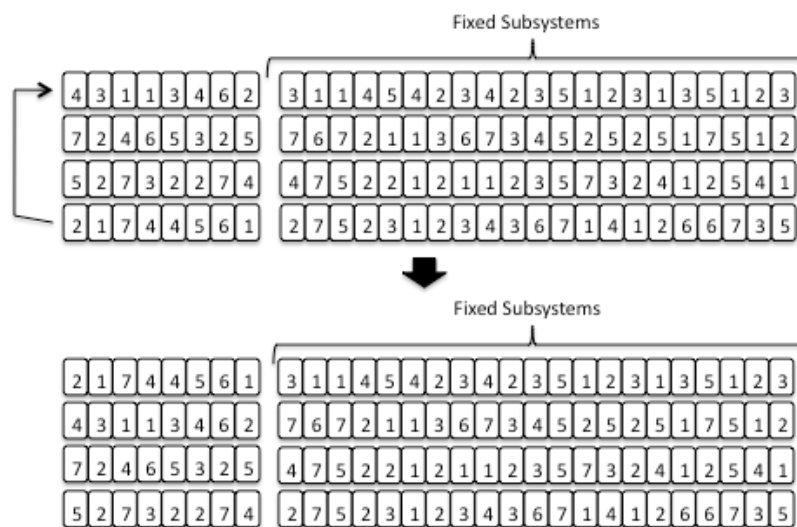 Fixed Subsystems
4 3 1 1 3 4 6 2 3 1 1 4 5 4 2 3 4 2 3 5 1 2 3 1 3 5 1 2 3
7 2 4 6 5 3 2 5 7 6 7 2 1 1 3 6 7 3 4 5 2 5 2 5 1 7 5 1 2
5 2 7 3 2 2 7 4 4 7 5 2 2 1 2 1 1 2 3 5 7 3 2 4 1 2 5 4 1
2 1 7 4 4 5 6 1 2 7 5 2 3 1 2 3 4 3 6 7 1 4 1 2 6 6 7 3 5
Fixed Subsystems
2 1 7 4 4 5 6 1 3 1 1 4 5 4 2 3 4 2 3 5 1 2 3 1 3 5 1 2 3
4 3 1 1 3 4 6 2 7 6 7 2 1 1 3 6 7 3 4 5 2 5 2 5 1 7 5 1 2
7 2 4 6 5 3 2 5 4 7 5 2 2 1 2 1 1 2 3 5 7 3 2 4 1 2 5 4 1
5 2 7 3 2 2 7 4 2 7 5 2 3 1 2 3 4 3 6 7 1 4 1 2 6 6 7 3 5